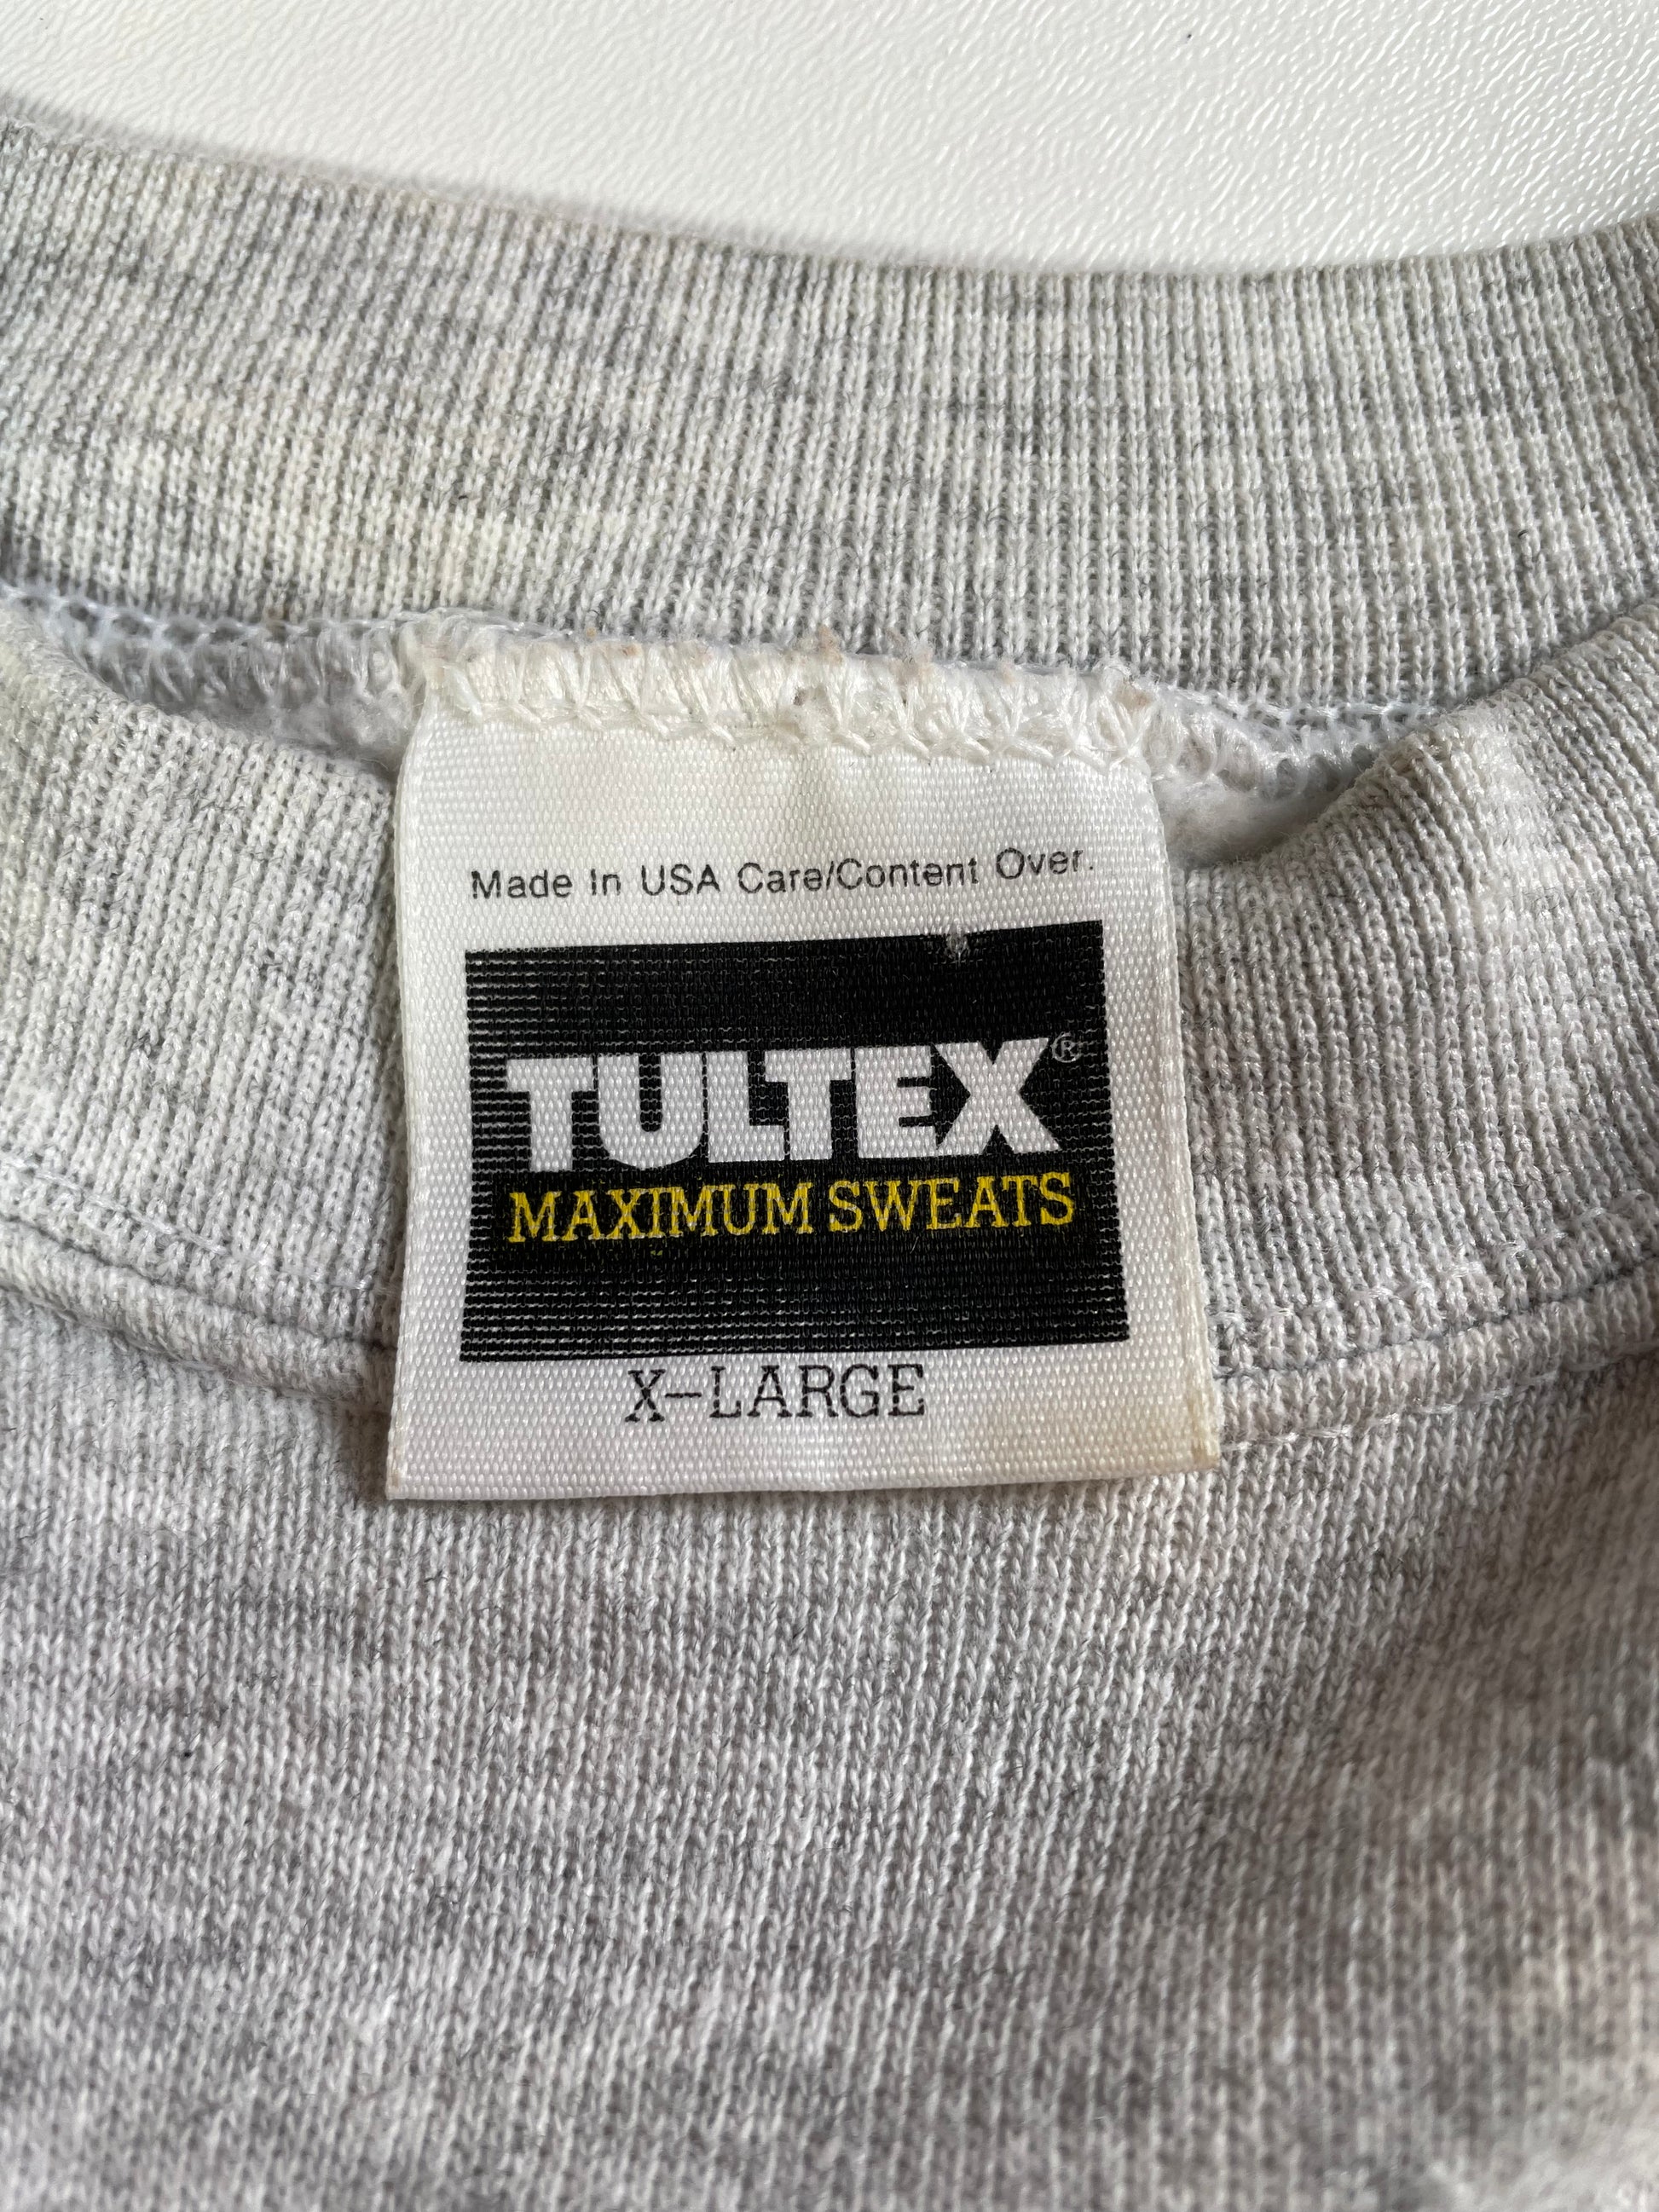 Made In USA Care/Content Over.
TULTEX®
MAXIMUM SWEATS
X-LARGE